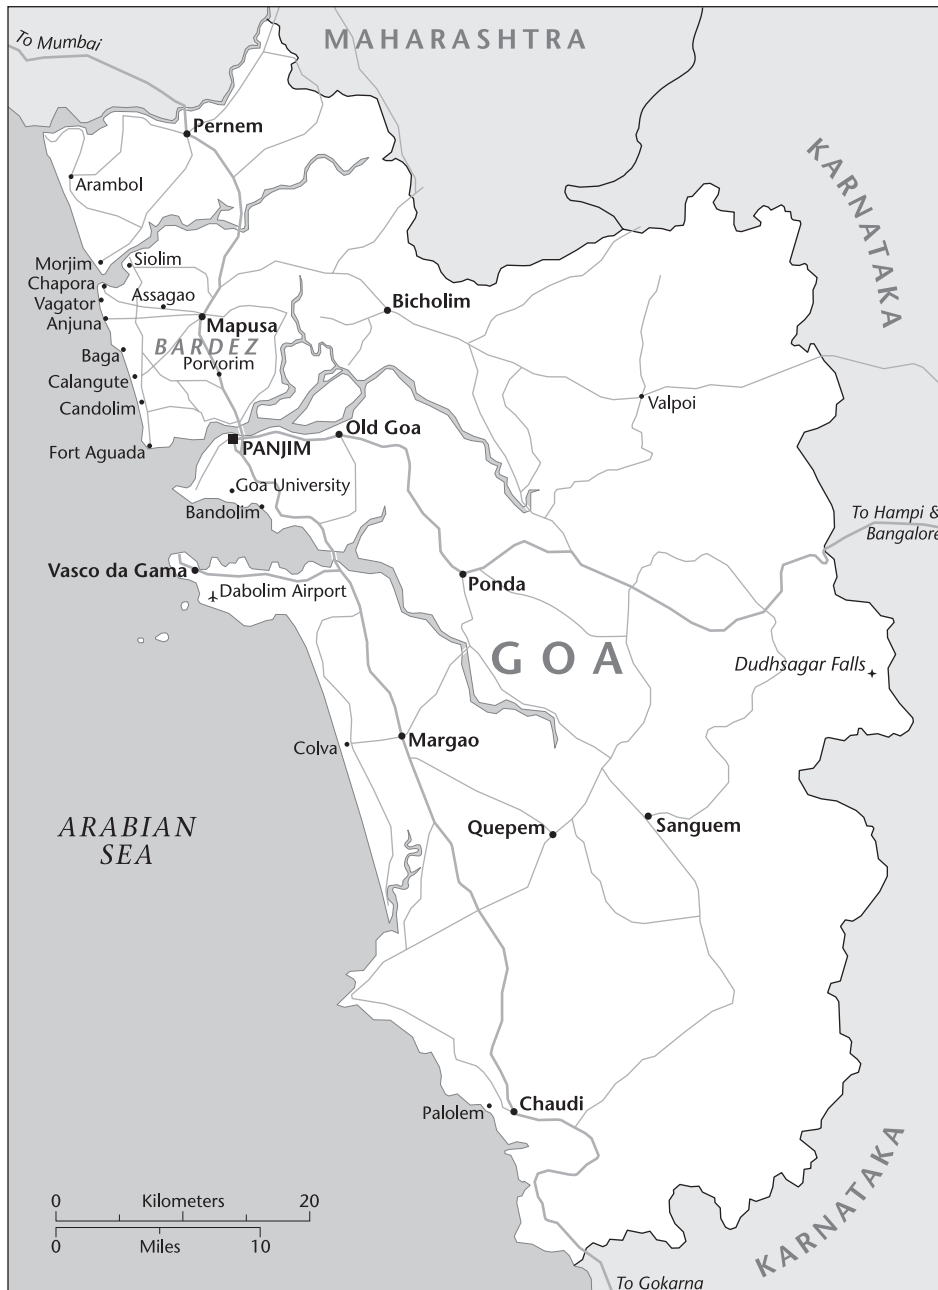 To Mumbai
MAHARASHTRA
Pernem
KARNATAKA
Arambol
Morjim
Siolim
Chapora
Assagao
Vagator
Bicholim
Anjuna
Mapusa
BARDEZ
Baga
Porvorim
Calangute
Candolim
Valpoi
Old Goa
PANJIM
Fort Aguada
Goa University
Bandolim
To Hampi &
Bangalore
Vasco da Gama
Ponda
Dabolim Airport
GOA
Dudhsagar Falls
Margao
Colva
ARABIAN
SEA
Quepem
Sanguem
Chaudi
Palolem
KARNATAKA
0 Kilometers 20
0 Miles 10
To Gokarna